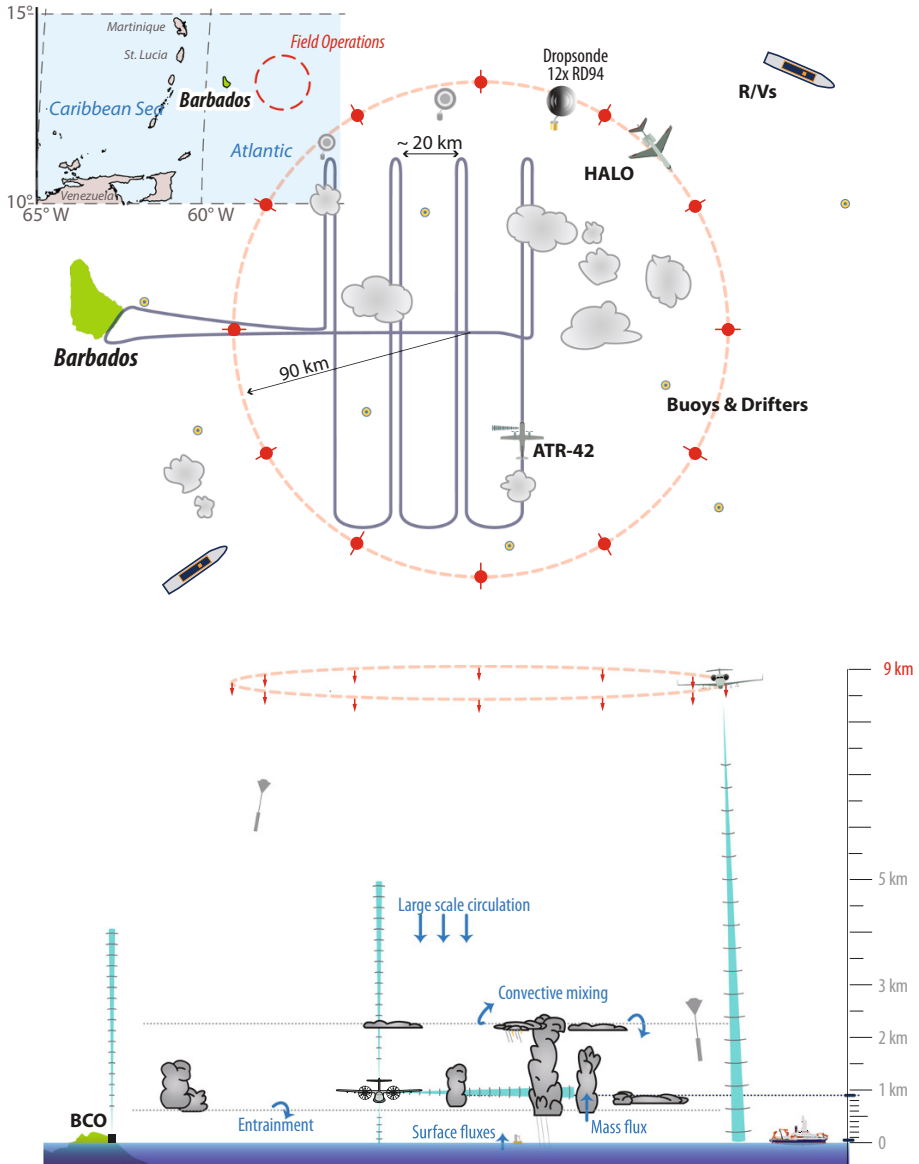 15°
Martinique
St. Lucia
Field Operations
Caribbean Sea
Barbados
Atlantic
Venezuela
10°
65° W
60° W
Dropsonde
12x RD94
R/Vs
~ 20 km
HALO
Barbados
90 km
Buoys & Drifters
ATR-42
9 km
5 km
Large scale circulation
3 km
Convective mixing
2 km
1 km
BCO
Entrainment
Surface fluxes
Mass flux
0